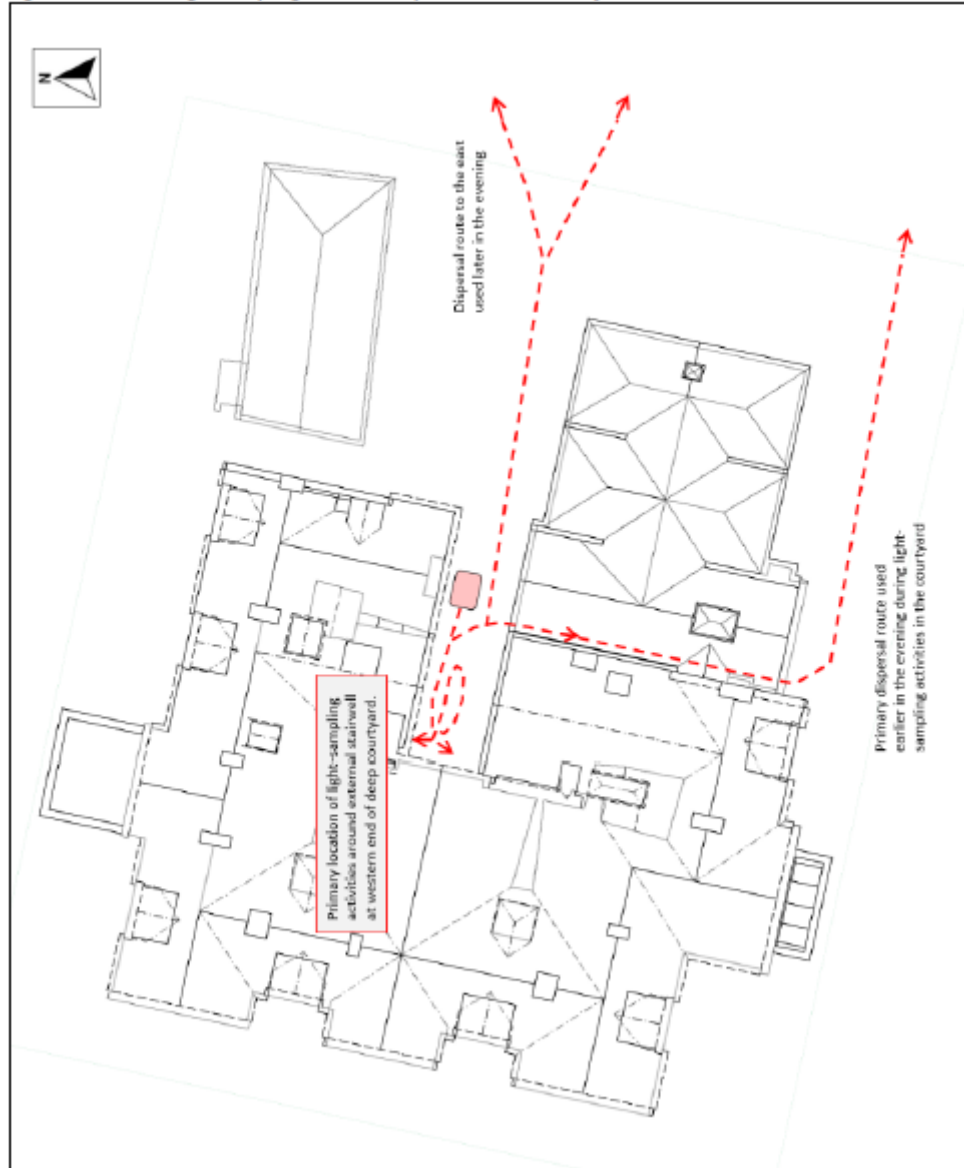 N
Dispersal route to the east
used later in the evening
Primary location of light-sampling
activities around external stairwell
at western end of deep courtyard.
Primary dispersal route used
earlier in the evening during light-
sampling activities in the courtyard